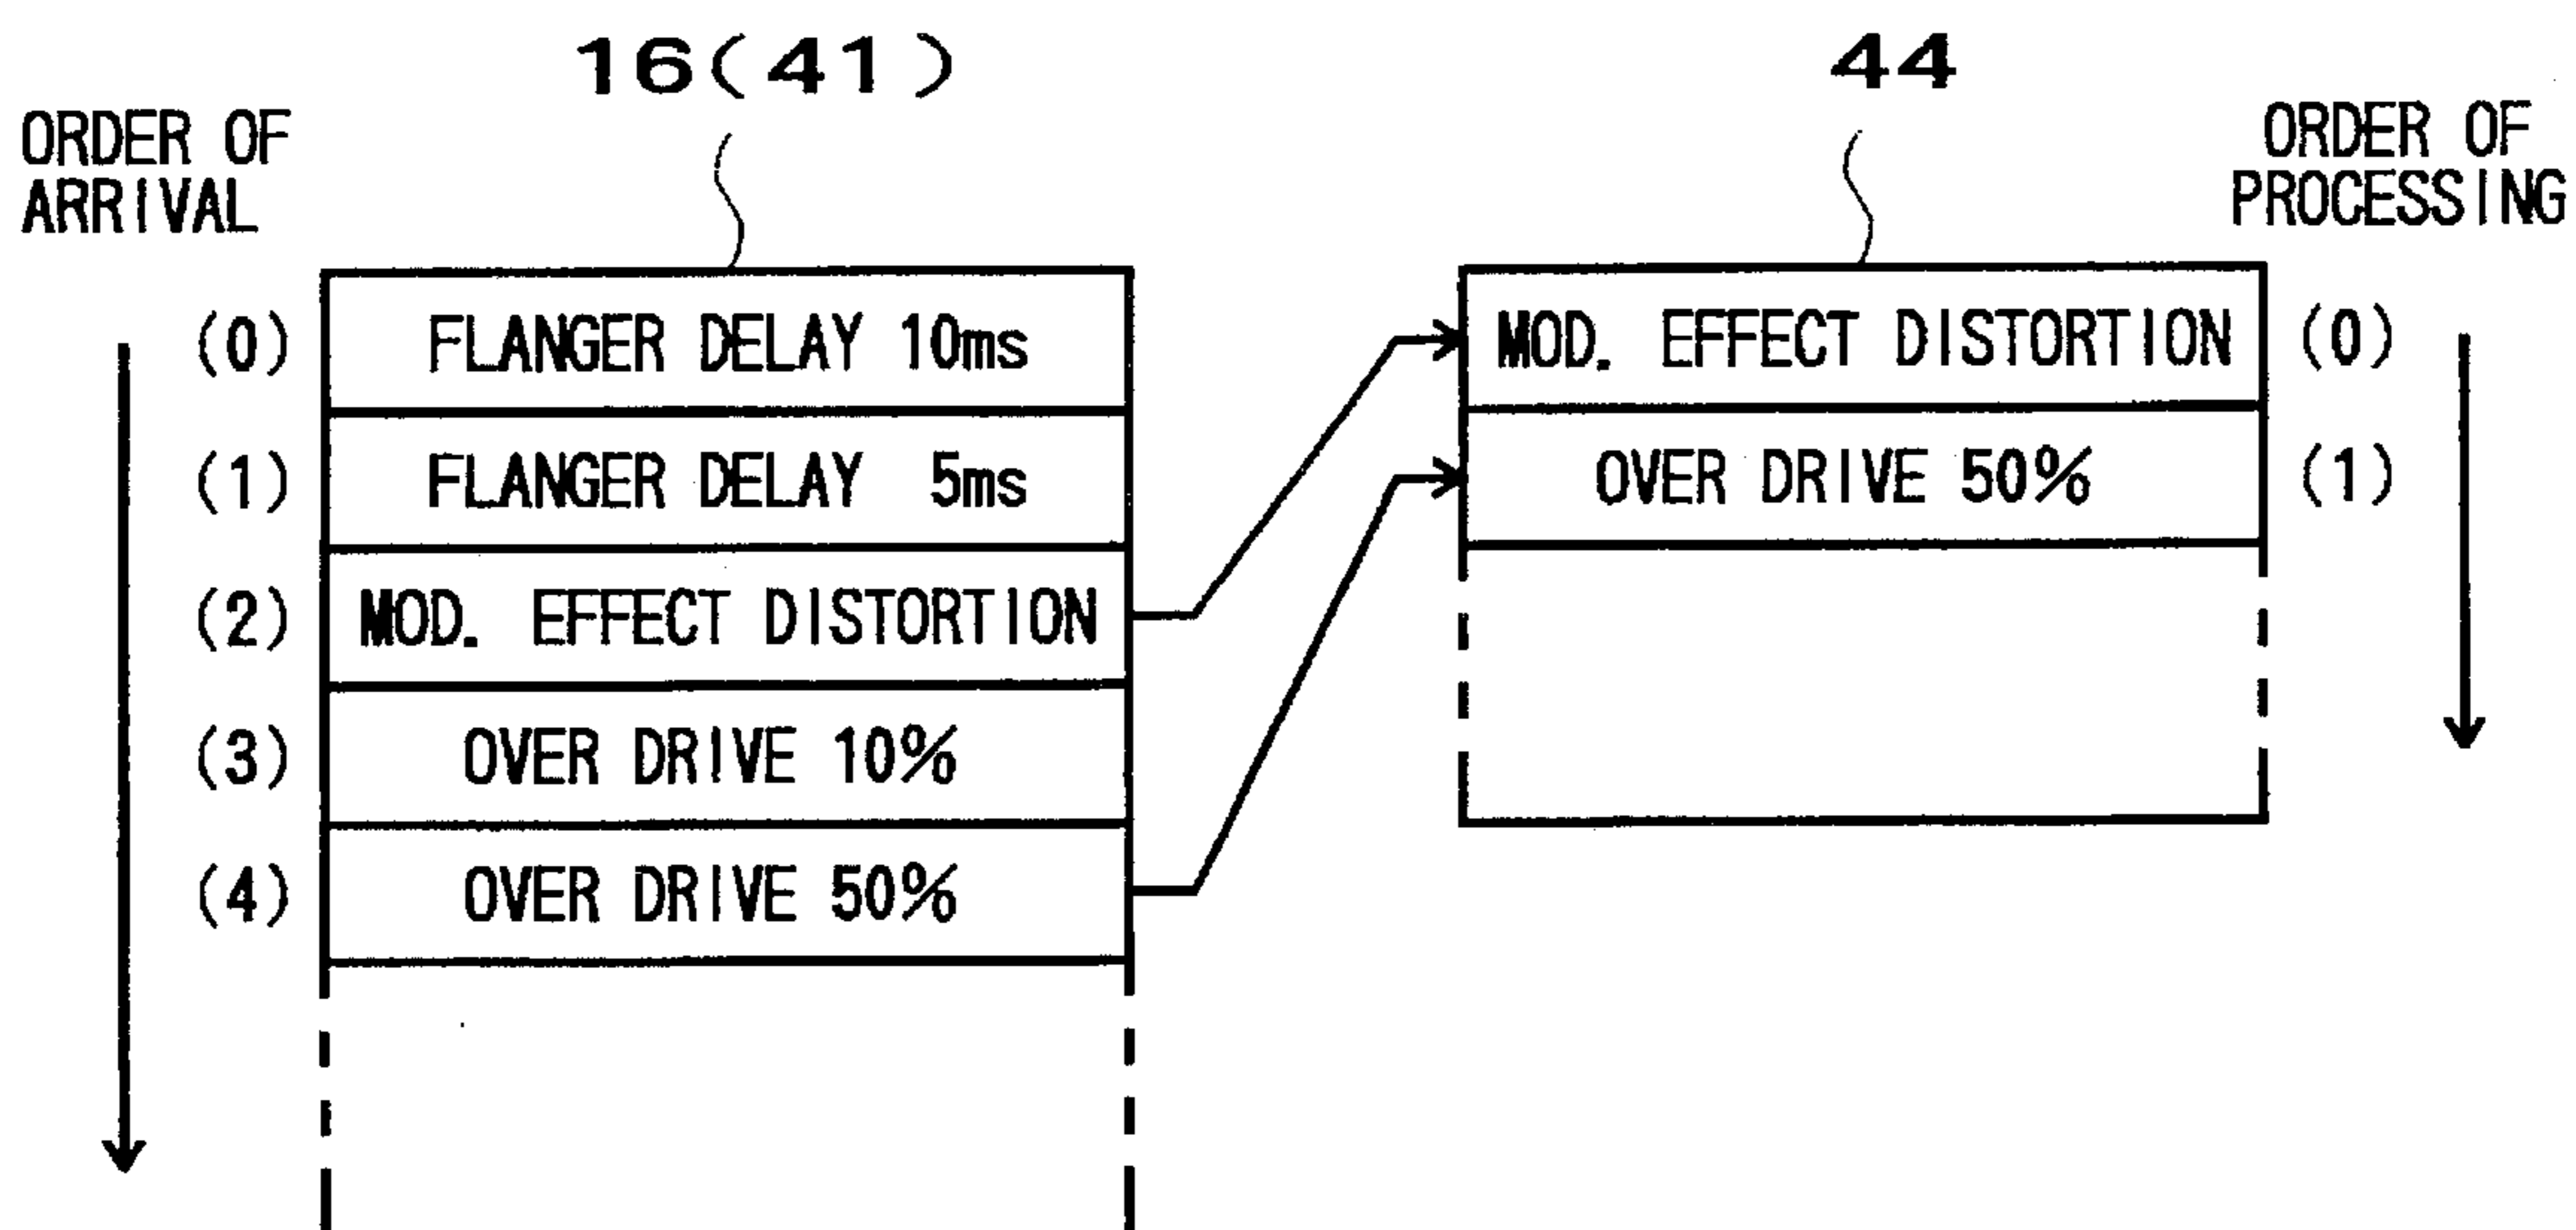 16(41)
44
ORDER OF
ARRIVAL
ORDER OF
PROCESSING
(0) FLANGER DELAY 10ms
(1) FLANGER DELAY 5ms
(2) MOD. EFFECT DISTORTION
(3) OVER DRIVE 10%
(4) OVER DRIVE 50%
MOD. EFFECT DISTORTION (0)
OVER DRIVE 50% (1)